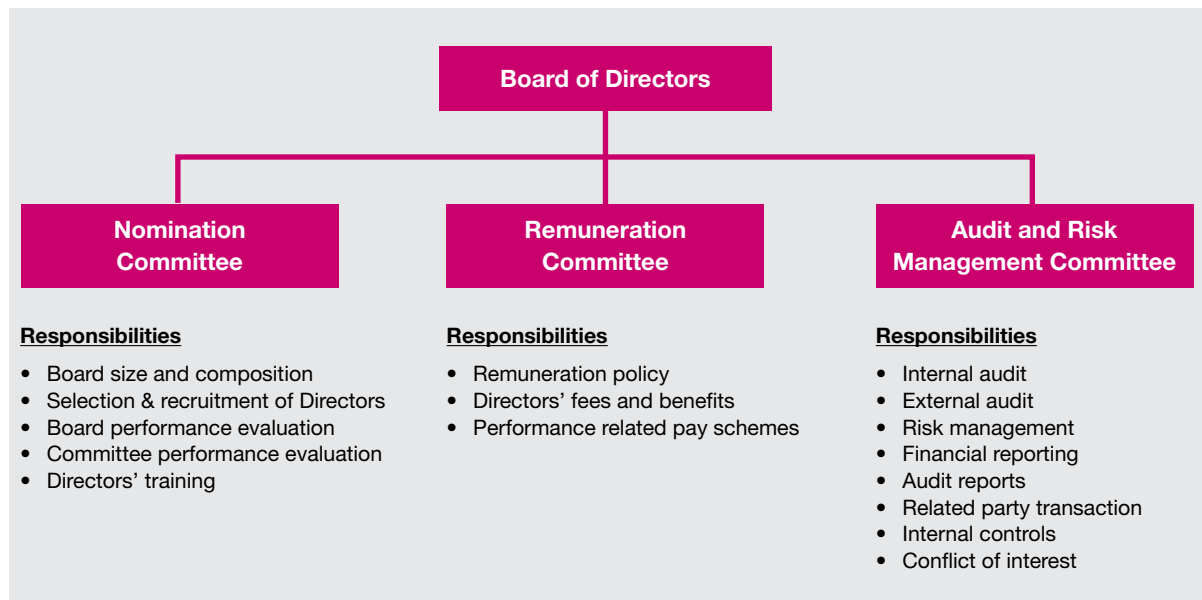 Board of Directors
Nomination
Committee
Responsibilities
• Board size and composition
• Selection & recruitment of Directors
• Board performance evaluation
• Committee performance evaluation
• Directors’ training
Remuneration
Committee
Responsibilities
• Remuneration policy
• Directors’ fees and benefits
• Performance related pay schemes
Audit and Risk
Management Committee
Responsibilities
• Internal audit
• External audit
• Risk management
• Financial reporting
• Audit reports
• Related party transaction
• Internal controls
• Conflict of interest